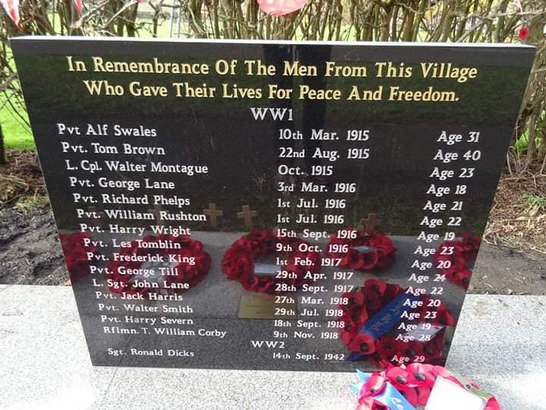 In Remembrance Of The Men From This Village
Who Gave Their Lives For Peace And Freedom.
WW1
Pvt Alf Swales 10th Mar. 1915 Age 31
Pvt. Tom Brown 22nd Aug. 1915 Age 40
L. Cpl. Walter Montague Oct. 1915 Age 23
Pvt. George Lane 3rd Mar. 1916 Age 18
Pvt. Richard Phelps 1st Jul. 1916 Age 21
Pvt. William Rushton 1st Jul. 1916 Age 22
Pvt. Harry Wright 15th Sept. 1916 Age 19
Pvt. Les Tomblin 9th Oct. 1916 Age 23
Pvt. Frederick King 1st Feb. 1917 Age 20
Pvt. George Till 29th Apr. 1917 Age 24
L. Sgt. John Lane 28th Sept. 1917 Age 22
Pvt. Jack Harris 27th Mar. 1918 Age 20
Pvt. Walter Smith 29th Jul. 1918 Age 23
Pvt. Harry Severn 18th Sept. 1918 Age 19
Rflmn. T. William Corby 9th Nov. 1918 Age 28
WW2
Sgt. Ronald Dicks 14th Sept. 1942 Age 29